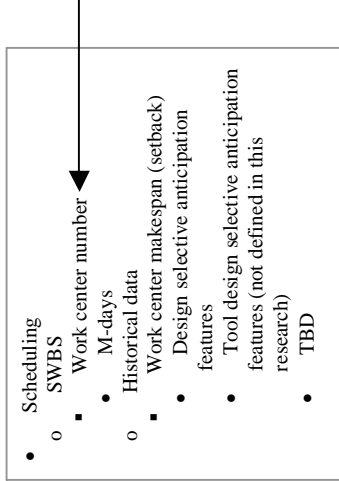 • Scheduling
o SWBS
▪ Work center number
• M-days
o Historical data
▪ Work center makespan (setback)
• Design selective anticipation
features
• Tool design selective anticipation
features (not defined in this
research)
• TBD